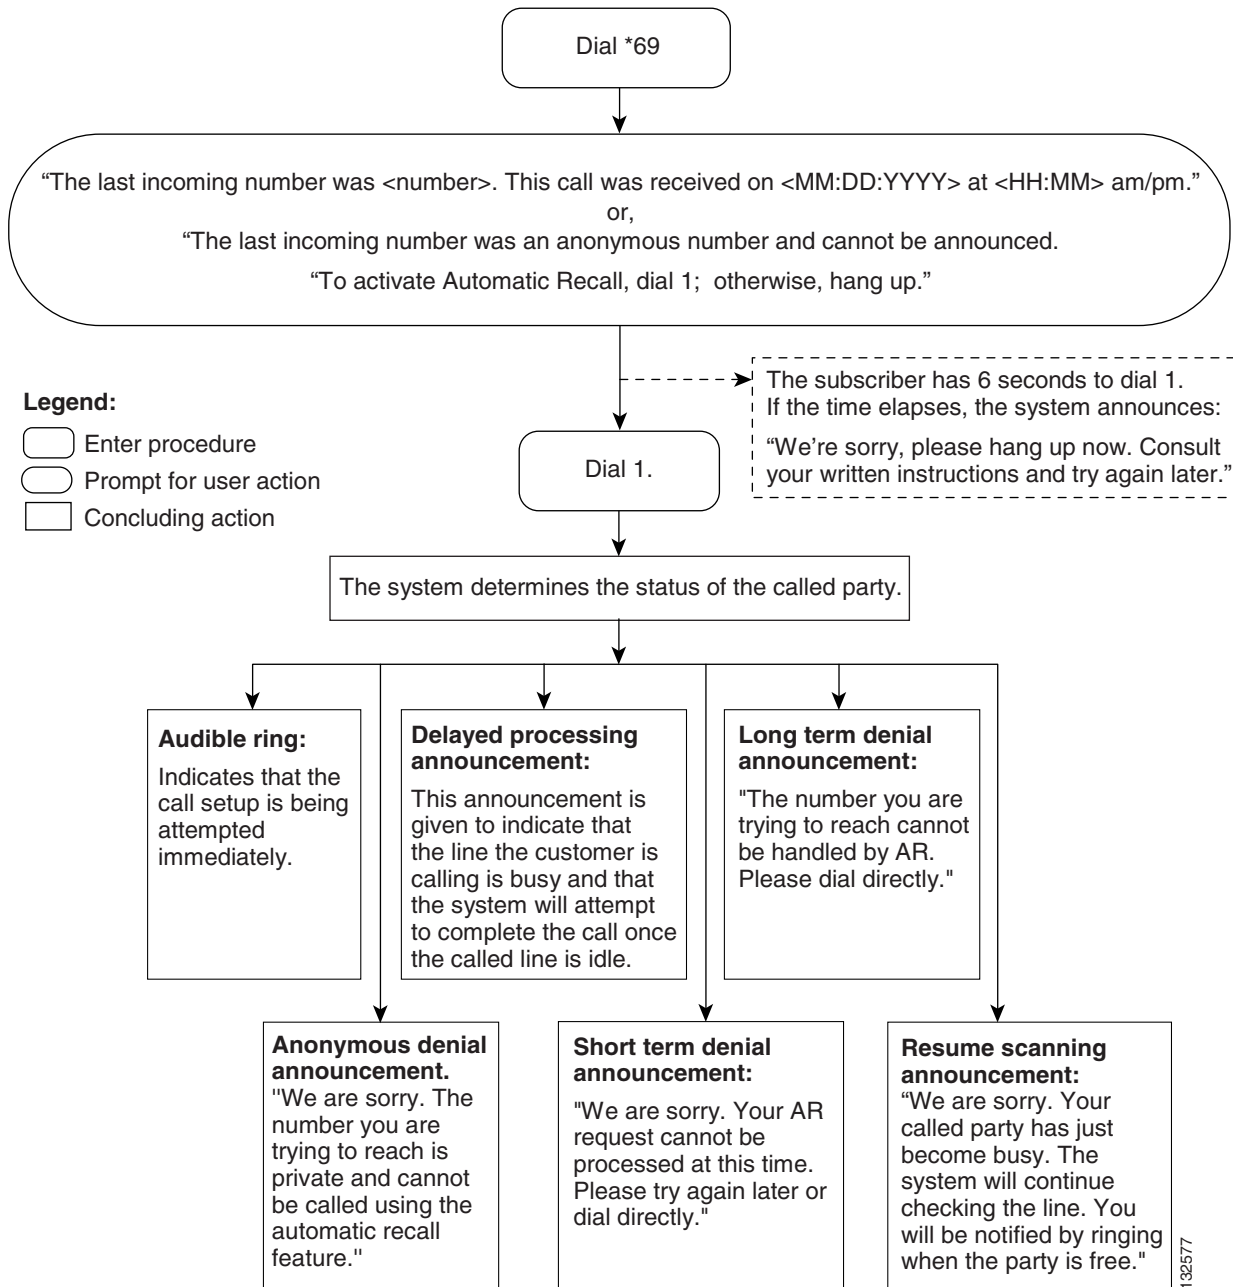 Dial *69
“The last incoming number was <number>. This call was received on <MM:DD:YYYY> at <HH:MM> am/pm.”
or,
“The last incoming number was an anonymous number and cannot be announced.
“To activate Automatic Recall, dial 1; otherwise, hang up.”
The subscriber has 6 seconds to dial 1.
If the time elapses, the system announces:
“We’re sorry, please hang up now. Consult
your written instructions and try again later.”
Legend:
Enter procedure
Prompt for user action
Concluding action
Dial 1.
The system determines the status of the called party.
Audible ring:
Indicates that the
call setup is being
attempted
immediately.
Delayed processing
announcement:
This announcement is
given to indicate that
the line the customer is
calling is busy and that
the system will attempt
to complete the call once
the called line is idle.
Long term denial
announcement:
"The number you are
trying to reach cannot
be handled by AR.
Please dial directly."
Anonymous denial
announcement.
"We are sorry. The
number you are
trying to reach is
private and cannot
be called using the
automatic recall
feature."
Short term denial
announcement:
"We are sorry. Your AR
request cannot be
processed at this time.
Please try again later or
dial directly."
Resume scanning
announcement:
“We are sorry. Your
called party has just
become busy. The
system will continue
checking the line. You
will be notified by ringing
when the party is free."
132577